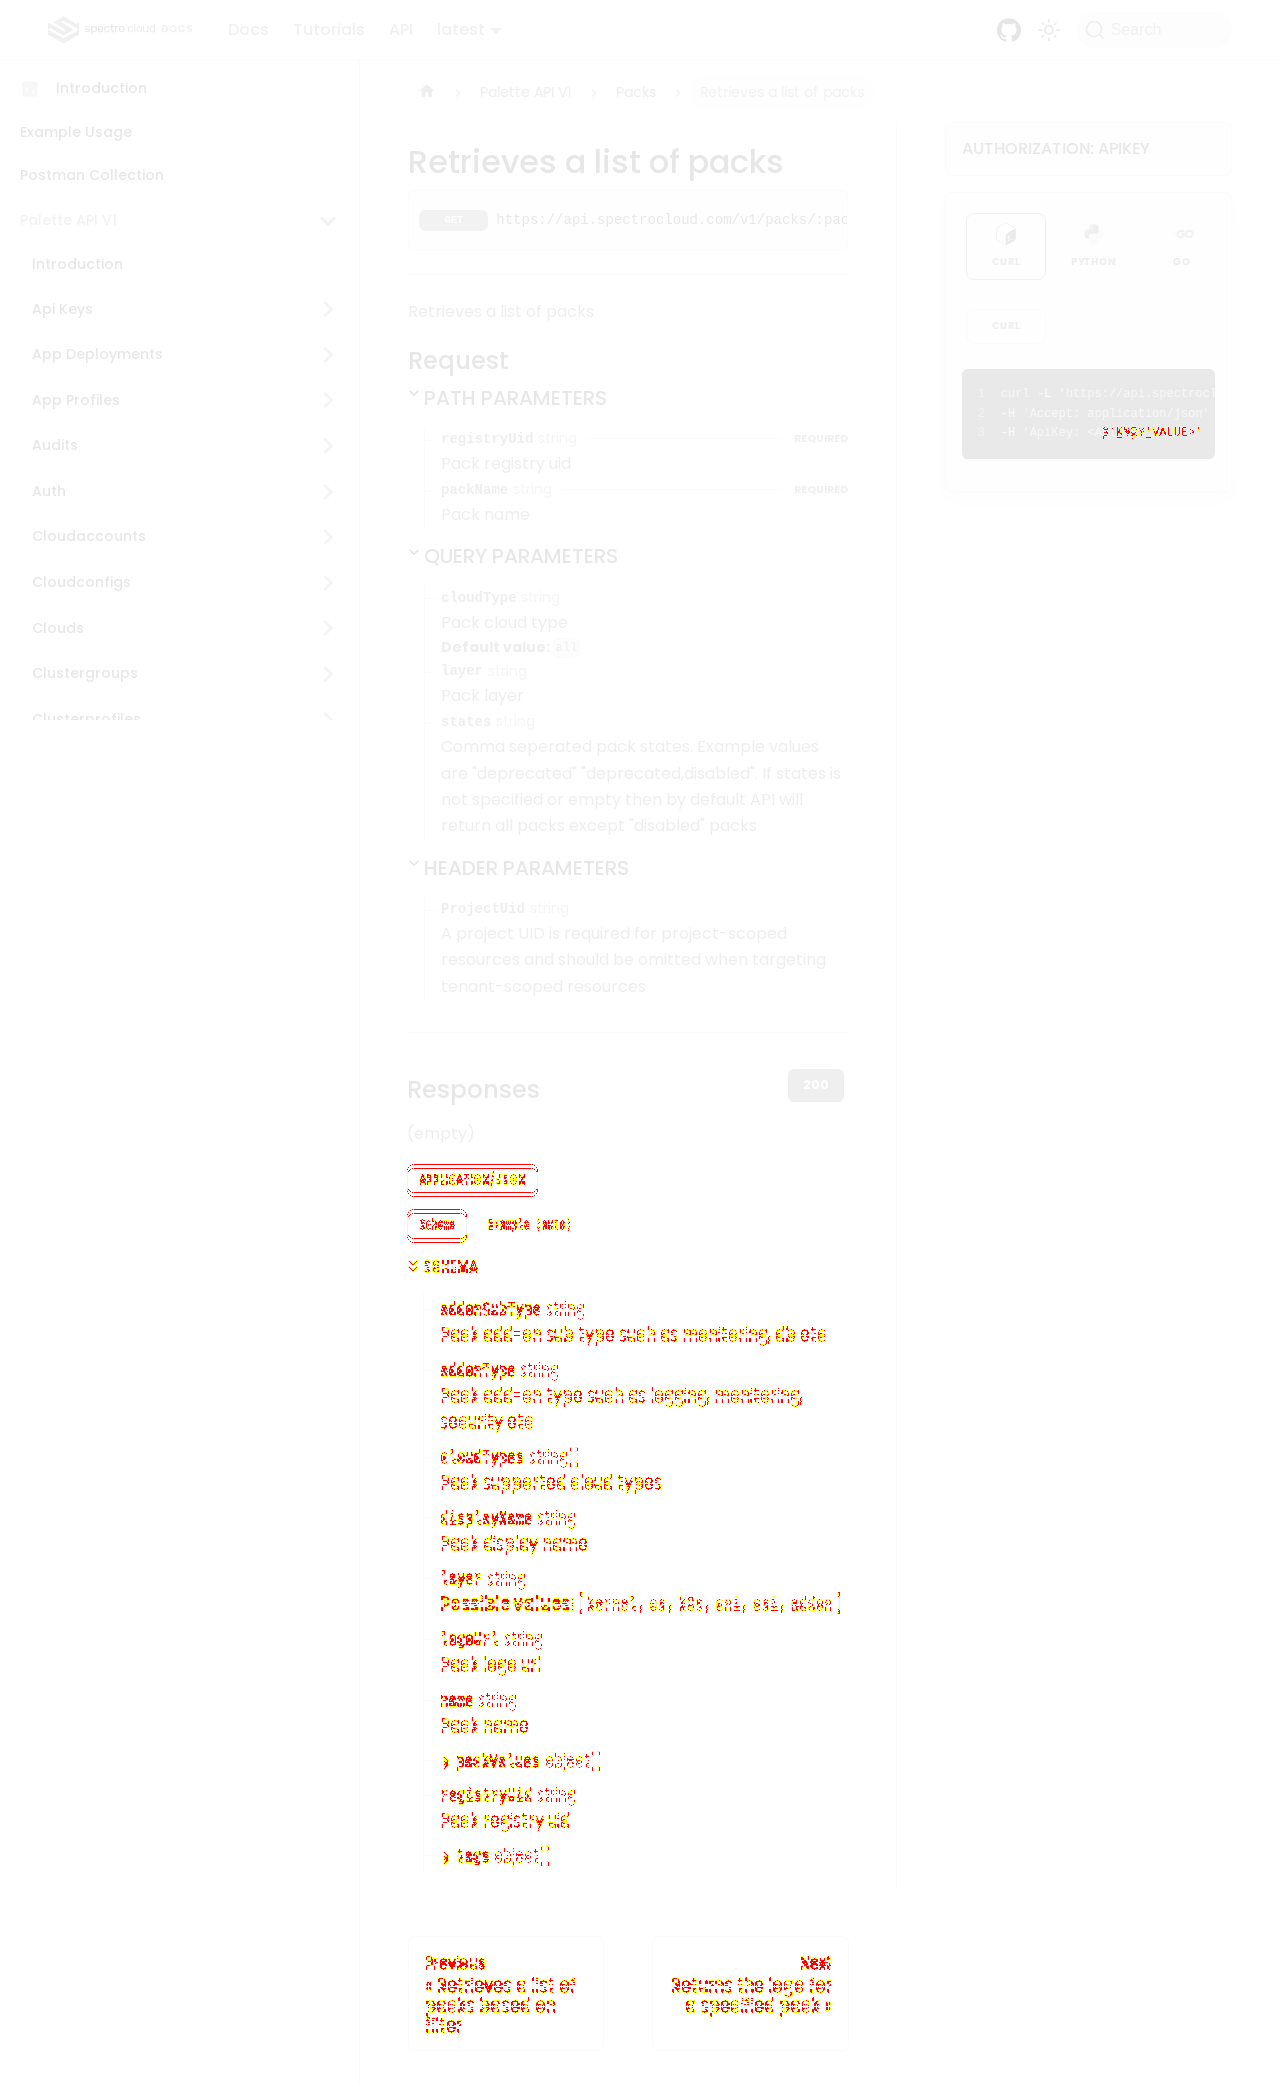 spectro cloud DOCS
Docs
Tutorials
API
latest
Search
Introduction
Example Usage
Postman Collection
Palette API V1
Introduction
Api Keys
App Deployments
App Profiles
Audits
Auth
Cloudaccounts
Cloudconfigs
Clouds
Clustergroups
Clusterprofiles
Palette API V1
Packs
Retrieves a list of packs
Retrieves a list of packs
GET https://api.spectrocloud.com/v1/packs/:pac
Retrieves a list of packs
Request
PATH PARAMETERS
registryUid string REQUIRED
Pack registry uid
packName string REQUIRED
Pack name
QUERY PARAMETERS
cloudType string
Pack cloud type
Default value: all
layer string
Pack layer
states string
Comma seperated pack states. Example values
are "deprecated" "deprecated,disabled". If states is
not specified or empty then by default API will
return all packs except "disabled" packs
HEADER PARAMETERS
ProjectUid string
A project UID is required for project-scoped
resources and should be omitted when targeting
tenant-scoped resources
Responses
200
(empty)
APPLICATION/JSON
Schema Example (auto)
SCHEMA
addonSubType string
Pack add-on sub type such as monitoring, db etc
addonType string
Pack add-on type such as logging, monitoring,
security etc
cloudTypes string[]
Pack supported cloud types
displayName string
Pack display name
layer string
Possible values: [kernel, os, k8s, cni, csi, addon]
logoUrl string
Pack logo url
name string
Pack name
packValues object[]
registryUid string
Pack registry uid
tags object[]
Previous
« Retrieves a list of
packs based on
filter
Next
Returns the logo for
a specified pack »
AUTHORIZATION: APIKEY
CURL
PYTHON
GO
GO
CURL
1 curl -L 'https://api.spectrocl
2 -H 'Accept: application/json'
3 -H 'ApiKey: <API_KEY_VALUE>'